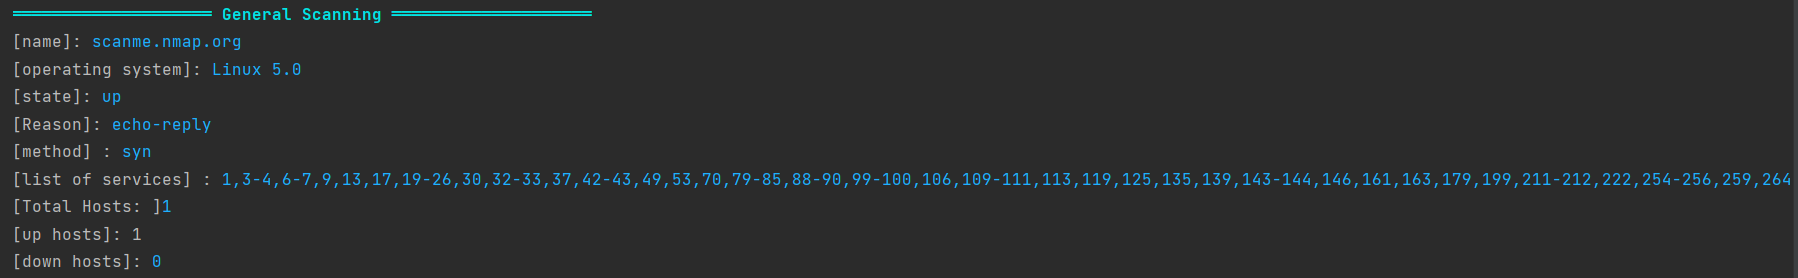 ════════════════════ General Scanning ════════════════════
[name]: scanme.nmap.org
[operating system]: Linux 5.0
[state]: up
[Reason]: echo-reply
[method] : syn
[list of services] : 1,3-4,6-7,9,13,17,19-26,30,32-33,37,42-43,49,53,70,79-85,88-90,99-100,106,109-111,113,119,125,135,139,143-144,146,161,163,179,199,211-212,222,254-256,259,264
[Total Hosts: ]1
[up hosts]: 1
[down hosts]: 0